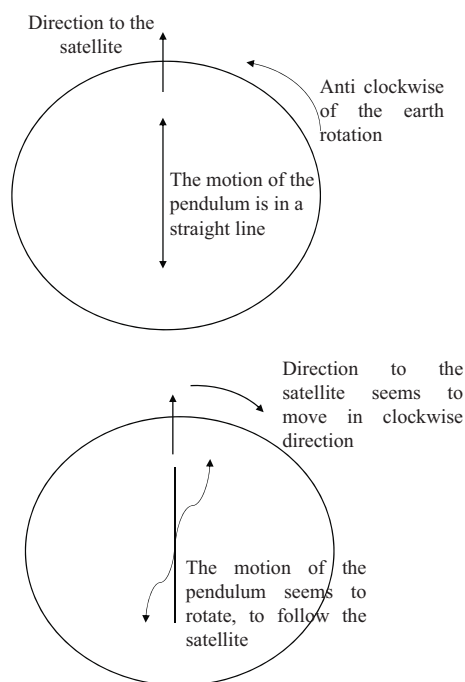 Direction to the
satellite
Anti clockwise
of the earth
rotation
The motion of the
pendulum is in a
straight line
Direction to the
satellite seems to
move in clockwise
direction
The motion of the
pendulum seems to
rotate, to follow the
satellite